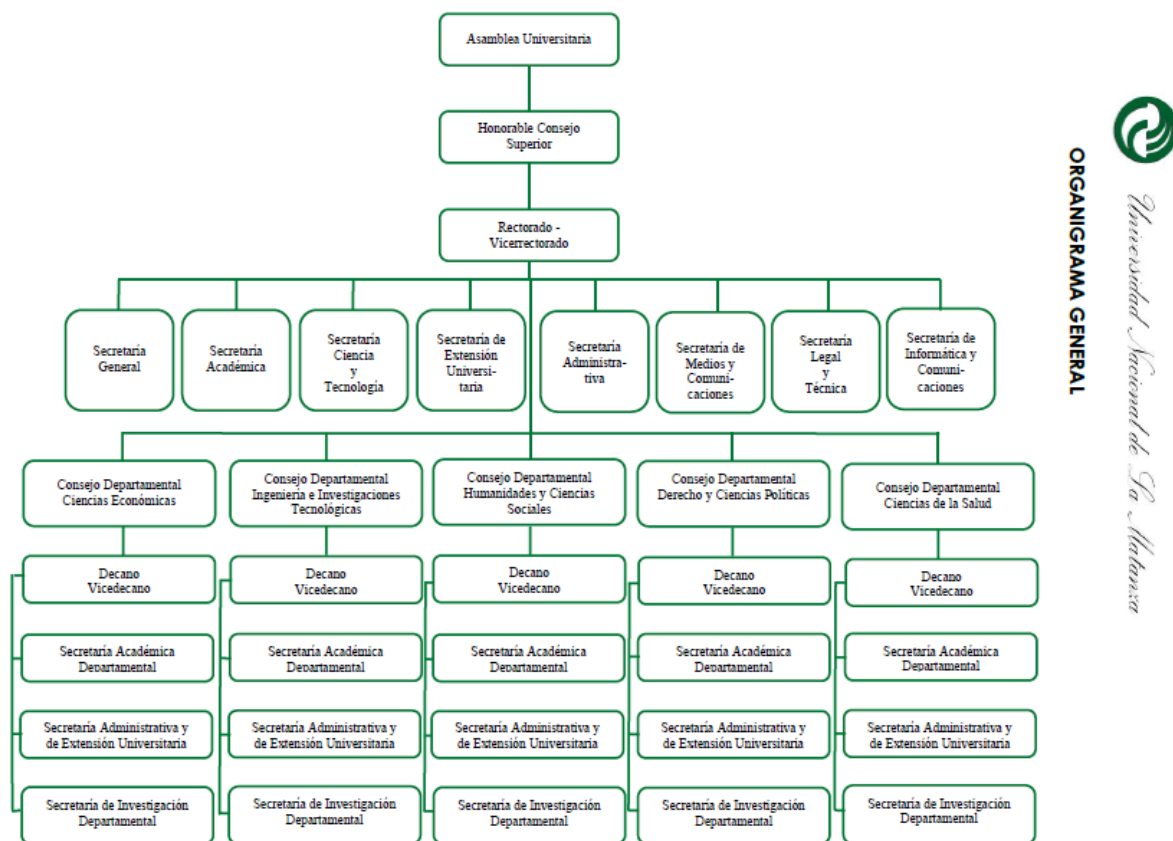 Asamblea Universitaria
Honorable Consejo
Superior
Rectorado -
Vicerrectorado
Secretaría
General
Secretaría
Académica
Secretaría
Ciencia
y
Tecnología
Secretaría de
Extensión
Universi-
taria
Secretaría
Administra-
tiva
Secretaría de
Medios y
Comuni-
caciones
Secretaría
Legal
y
Técnica
Secretaría de
Informática y
Comuni-
caciones
Consejo Departamental
Ciencias Económicas
Consejo Departamental
Ingeniería e Investigaciones
Tecnológicas
Consejo Departamental
Humanidades y Ciencias
Sociales
Consejo Departamental
Derecho y Ciencias Políticas
Consejo Departamental
Ciencias de la Salud
Decano
Vicedecano
Decano
Vicedecano
Decano
Vicedecano
Decano
Vicedecano
Decano
Vicedecano
Secretaría Académica
Departamental
Secretaría Académica
Departamental
Secretaría Académica
Departamental
Secretaría Académica
Departamental
Secretaría Académica
Departamental
Secretaría Administrativa y
de Extensión Universitaria
Secretaría Administrativa y
de Extensión Universitaria
Secretaría Administrativa y
de Extensión Universitaria
Secretaría Administrativa y
de Extensión Universitaria
Secretaría Administrativa y
de Extensión Universitaria
Secretaría de Investigación
Departamental
Secretaría de Investigación
Departamental
Secretaría de Investigación
Departamental
Secretaría de Investigación
Departamental
Secretaría de Investigación
Departamental
Universidad Nacional de La Matanza
ORGANIGRAMA GENERAL